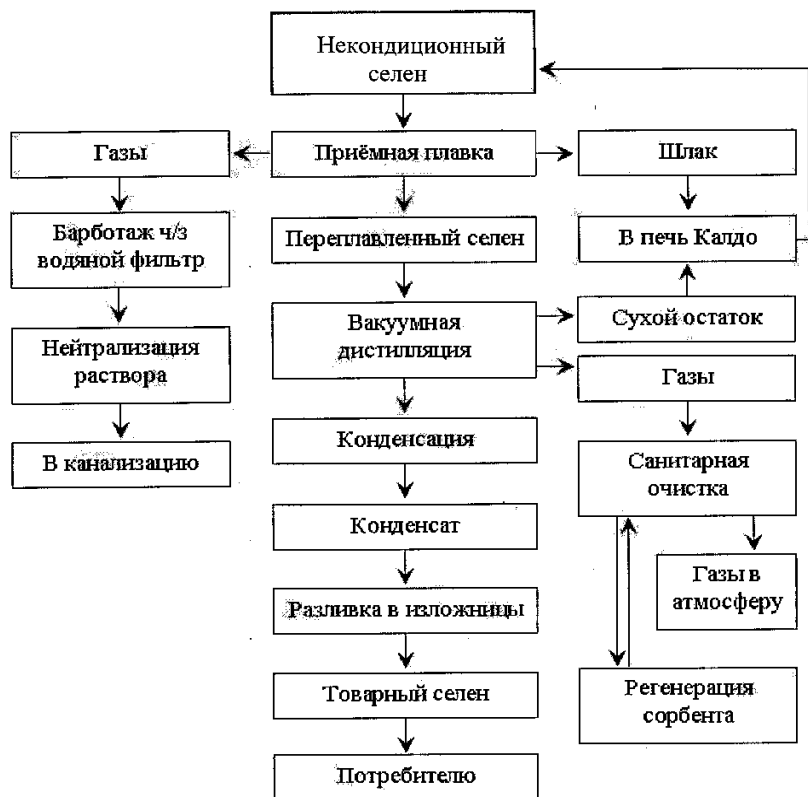 Некондиционный
селен
Газы
Приёмная плавка
Шлак
Барботаж ч/з
водяной фильтр
Переплавленный селен
В печь Калдо
Вакуумная
дистилляция
Сухой остаток
Нейтрализация
раствора
Газы
В канализацию
Конденсация
Санитарная
очистка
Конденсат
Газы в
атмосферу
Разливка в изложницы
Товарный селен
Регенерация
сорбента
Потребителю